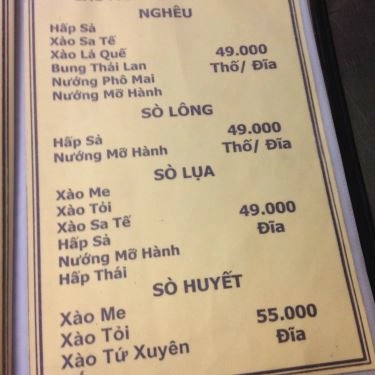 NGHÊU
Hấp Sả
Xào Sa Tế
Xào Lá Quế
49.000
Bung Thái Lan
Thố/ Đĩa
Nướng Phô Mai
Nướng Mỡ Hành
SÒ LÔNG
Hấp Sả
49.000
Nướng Mỡ Hành
Thố/ Đĩa
SÒ LỤA
Xào Me
Xào Tỏi
49.000
Xào Sa Tế
Đĩa
Hấp Sả
Nướng Mỡ Hành
Hấp Thái
SÒ HUYẾT
Xào Me
55.000
Xào Tỏi
Đĩa
Xào Tứ Xuyên